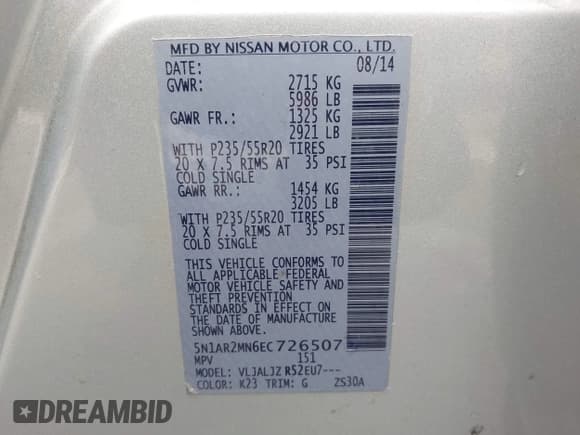 MFD BY NISSAN MOTOR CO., LTD.
DATE: 08/14
GVWR: 2715 KG
5986 LB
GAWR FR.: 1325 KG
2921 LB
WITH P235/55R20 TIRES
20 X 7.5 RIMS AT 35 PSI
COLD SINGLE
GAWR RR.: 1454 KG
3205 LB
WITH P235/55R20 TIRES
20 X 7.5 RIMS AT 35 PSI
COLD SINGLE
THIS VEHICLE CONFORMS TO
ALL APPLICABLE FEDERAL
MOTOR VEHICLE SAFETY AND
THEFT PREVENTION
STANDARDS IN EFFECT ON
THE DATE OF MANUFACTURE
SHOWN ABOVE.
5N1AR2MN6EC726507
MPV 151
MODEL: VLJALJZ R52EU7---
COLOR: K23 TRIM: G ZS30A
DREAMBID